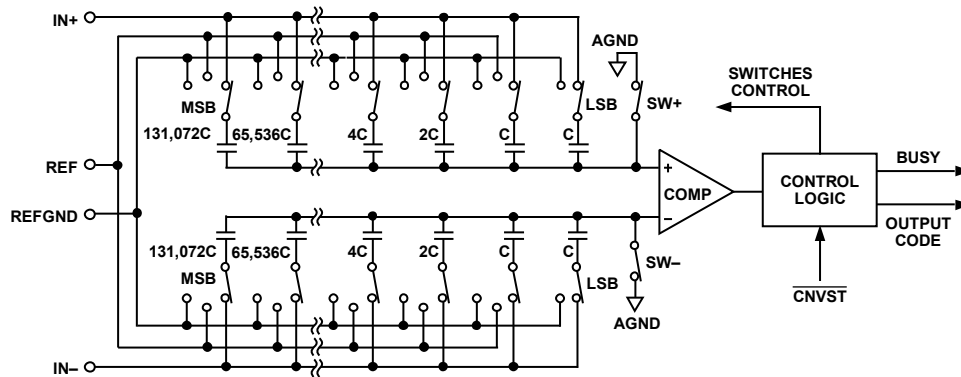 IN+
AGND
SWITCHES
CONTROL
MSB
LSB
SW+
131,072C
65,536C
4C
2C
C
C
REF
+
COMP
–
CONTROL
LOGIC
BUSY
REFGND
OUTPUT
CODE
131,072C
65,536C
4C
2C
C
C
MSB
LSB
SW–
CNVST
AGND
IN–